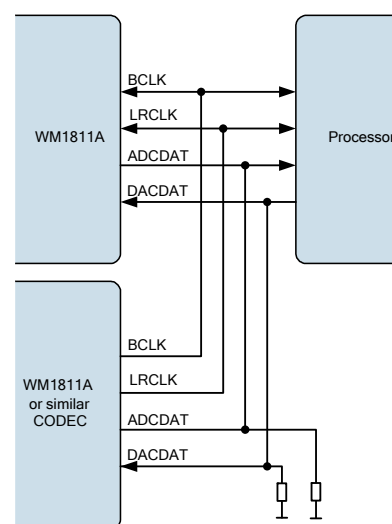 BCLK
LRCLK
WM1811A
Processor
ADCDAT
DACDAT
BCLK
LRCLK
WM1811A
or similar
CODEC
ADCDAT
DACDAT